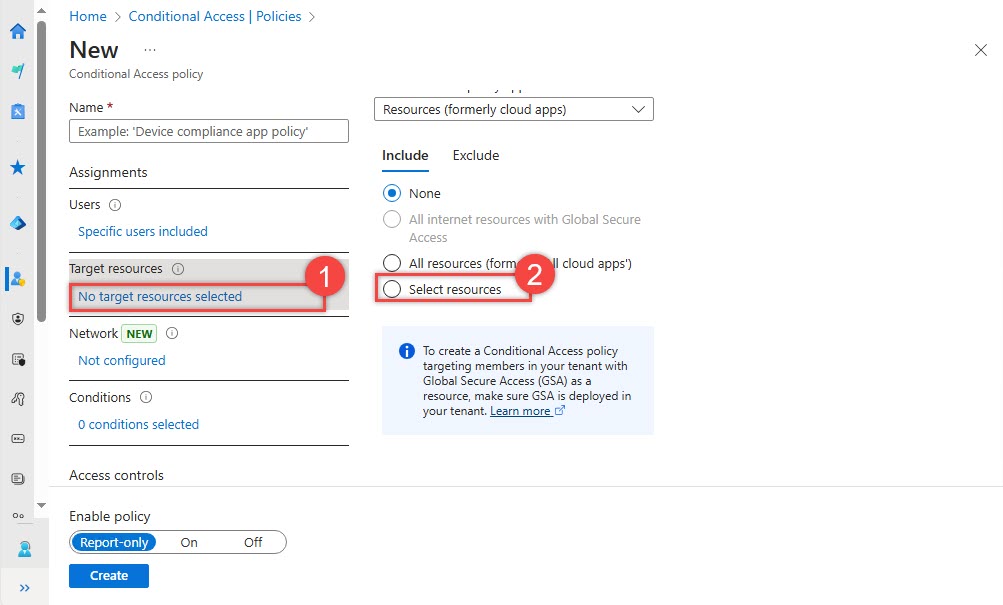 Home > Conditional Access | Policies >
New ...
Conditional Access policy
Name *
Example: 'Device compliance app policy'
Assignments
Users
Specific users included
Target resources
No target resources selected
1
Network NEW
Not configured
Conditions
0 conditions selected
Access controls
Resources (formerly cloud apps)
Include Exclude
None
All internet resources with Global Secure
Access
All resources (formerly 'All cloud apps')
Select resources
2
To create a Conditional Access policy
targeting members in your tenant with
Global Secure Access (GSA) as a
resource, make sure GSA is deployed in
your tenant. Learn more
Enable policy
Report-only On Off
Create